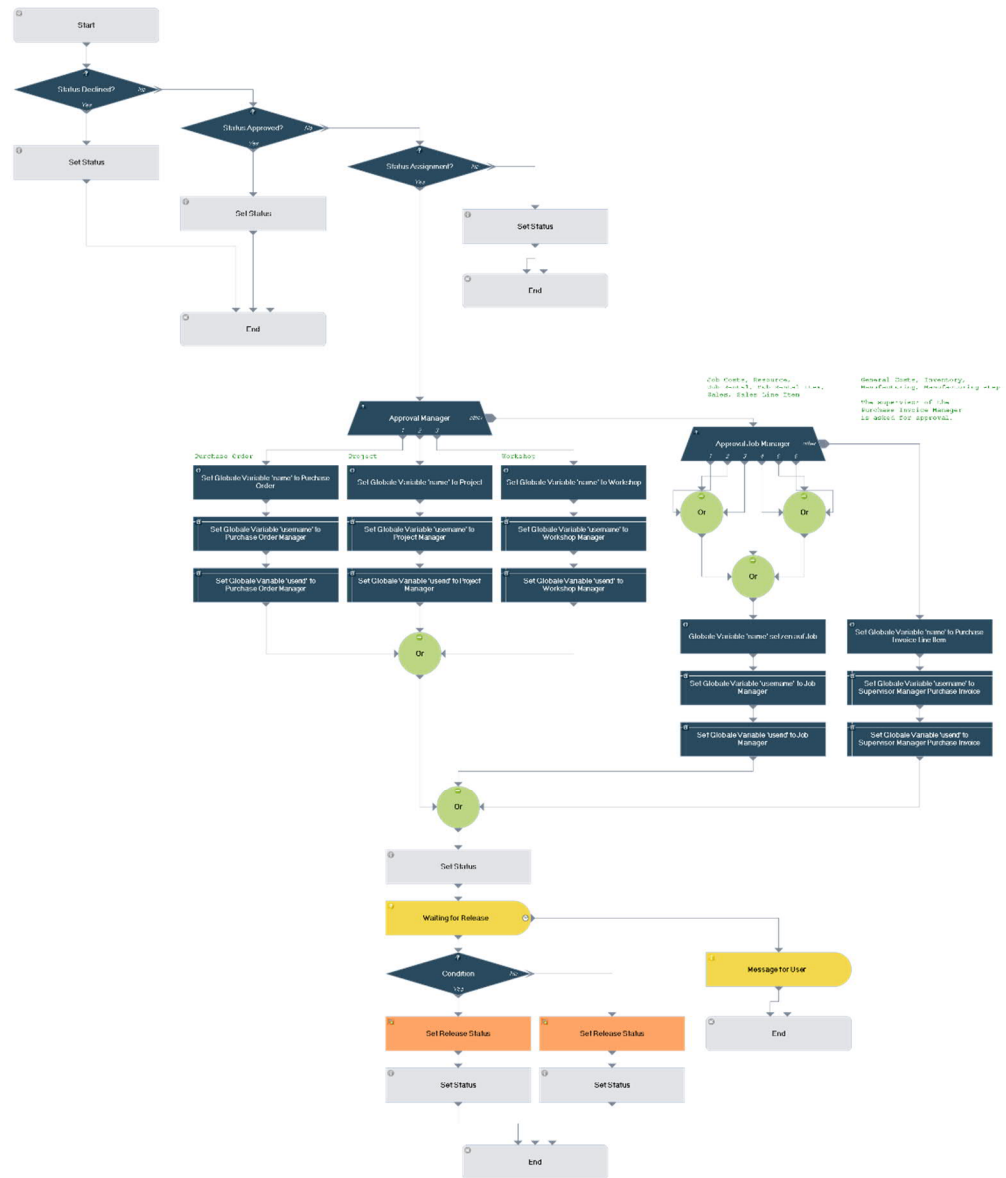 Start
Status Declined?
No
Yes
Status Approved?
No
Yes
Set Status
Status Assignment?
No
Yes
Set Status
Set Status
End
End
Job Costs, Resource,
Job Rental, Job Rental Item,
Sales, Sales Line Item
General Costs, Inventory,
Manufacturing, Manufacturing step
The supervisor of the
Purchase Invoice Manager
is asked for approval.
Approval Manager
other
1 2 3
Approval Job Manager
other
1 2 3 4 5 6
Purchase Order
Project
Workshop
Set Globale Variable 'name' to Purchase
Order
Set Globale Variable 'name' to Project
Set Globale Variable 'name' to Workshop
Or
Or
Set Globale Variable 'username' to
Purchase Order Manager
Set Globale Variable 'username' to
Project Manager
Set Globale Variable 'username' to
Workshop Manager
Or
Set Globale Variable 'userid' to
Purchase Order Manager
Set Globale Variable 'userid' to Project
Manager
Set Globale Variable 'userid' to
Workshop Manager
Or
Globale Variable 'name' setzen auf Job
Set Globale Variable 'name' to Purchase
Invoice Line Item
Set Globale Variable 'username' to Job
Manager
Set Globale Variable 'username' to
Supervisor Manager Purchase Invoice
Set Globale Variable 'userid' to Job
Manager
Set Globale Variable 'userid' to
Supervisor Manager Purchase Invoice
Or
Set Status
Waiting for Release
Condition
No
Yes
Message for User
Set Release Status
Set Release Status
End
Set Status
Set Status
End